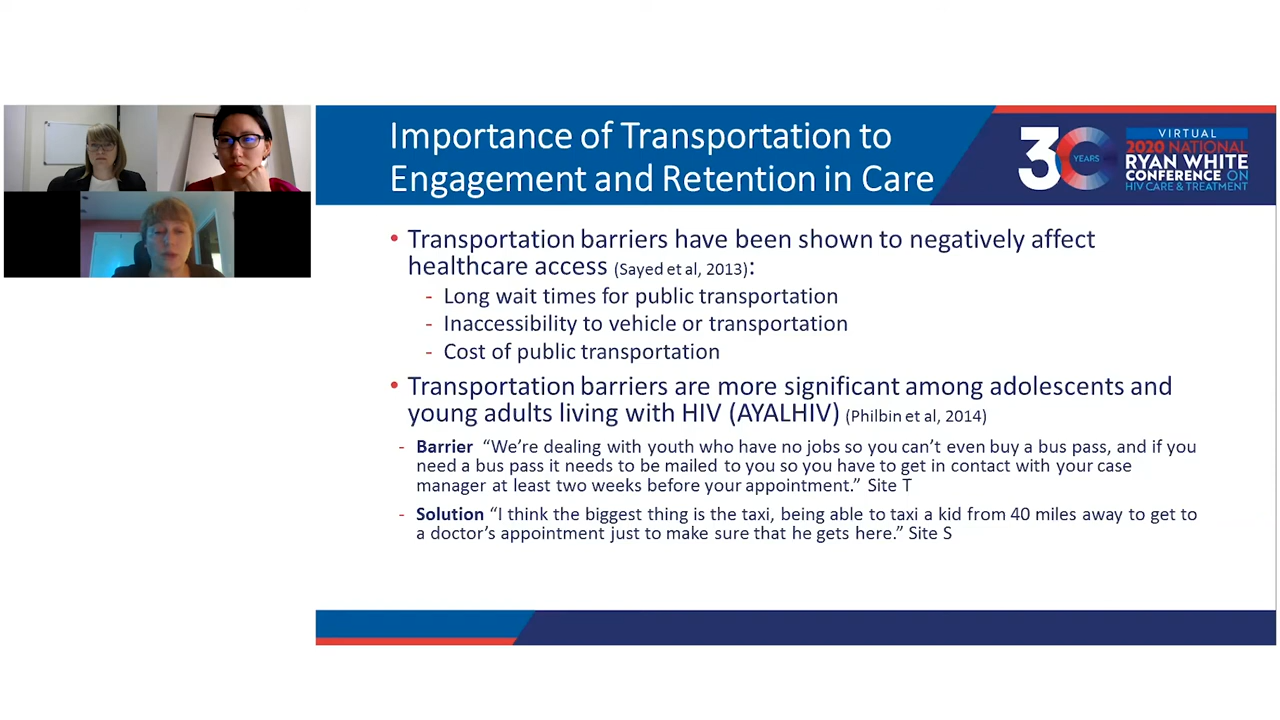 Importance of Transportation to
Engagement and Retention in Care
30
YEARS
VIRTUAL
2020 NATIONAL
RYAN WHITE
CONFERENCE ON
HIV CARE & TREATMENT
• Transportation barriers have been shown to negatively affect
healthcare access (Sayed et al, 2013):
- Long wait times for public transportation
- Inaccessibility to vehicle or transportation
- Cost of public transportation
• Transportation barriers are more significant among adolescents and
young adults living with HIV (AYALHIV) (Philbin et al, 2014)
- Barrier “We’re dealing with youth who have no jobs so you can’t even buy a bus pass, and if you
need a bus pass it needs to be mailed to you so you have to get in contact with your case
manager at least two weeks before your appointment.” Site T
- Solution “I think the biggest thing is the taxi, being able to taxi a kid from 40 miles away to get to
a doctor’s appointment just to make sure that he gets here.” Site S